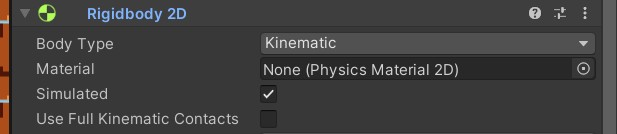 Rigidbody 2D
Body Type Kinematic
Material None (Physics Material 2D)
Simulated
Use Full Kinematic Contacts